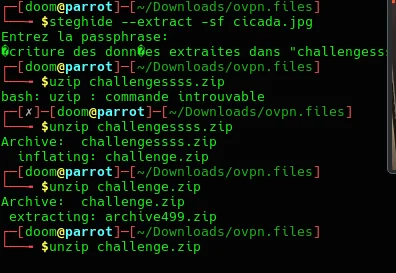 ┌─[doom@parrot]─[~/Downloads/ovpn.files]
└──╼ $steghide --extract -sf cicada.jpg
Entrez la passphrase:
�criture des donn�es extraites dans "challengesss
┌─[doom@parrot]─[~/Downloads/ovpn.files]
└──╼ $uzip challengessss.zip
bash: uzip : commande introuvable
┌─[✗]─[doom@parrot]─[~/Downloads/ovpn.files]
└──╼ $unzip challengessss.zip
Archive:  challengessss.zip
  inflating: challenge.zip
┌─[doom@parrot]─[~/Downloads/ovpn.files]
└──╼ $unzip challenge.zip
Archive:  challenge.zip
 extracting: archive499.zip
┌─[doom@parrot]─[~/Downloads/ovpn.files]
└──╼ $unzip challenge.zip